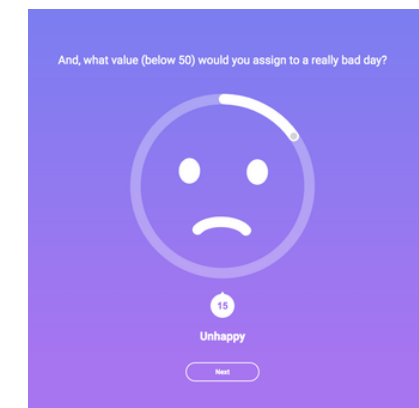 And, what value (below 50) would you assign to a really bad day?
15
Unhappy
Next